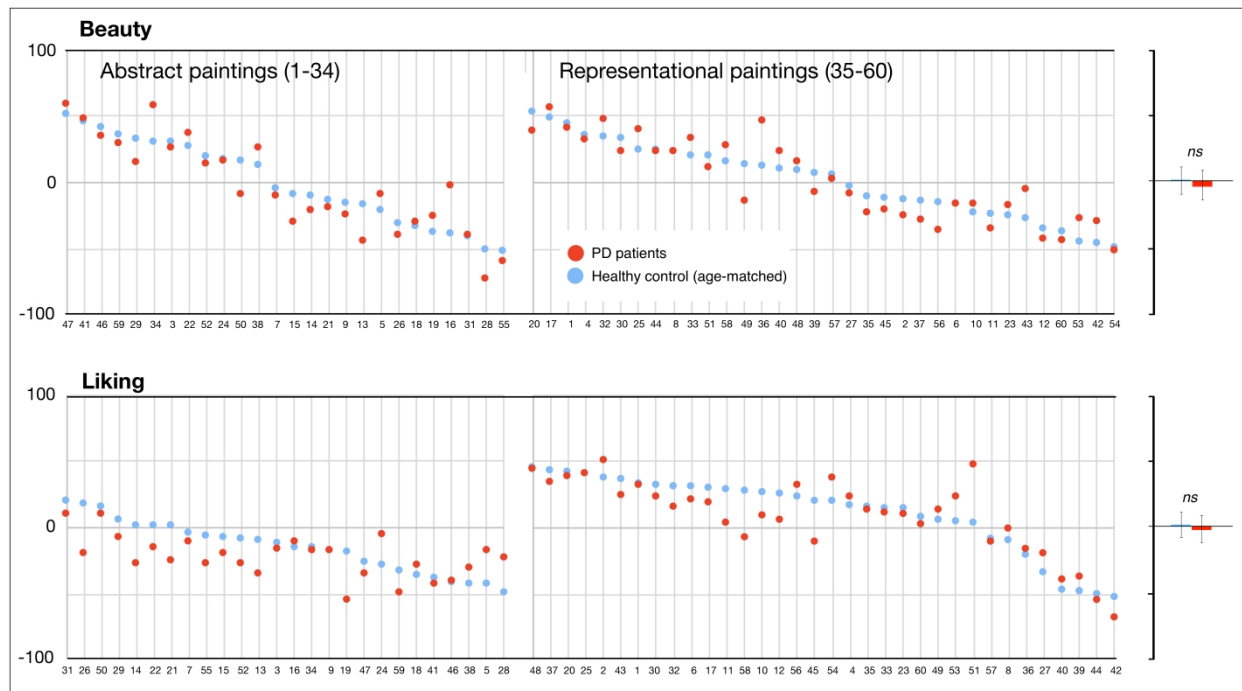 Beauty
100
Abstract paintings (1-34)
Representational paintings (35-60)
ns
0
PD patients
Healthy control (age-matched)
-100
47 41 46 59 29 34 3 22 52 24 50 38 7 15 14 21 9 13 5 26 18 19 16 31 28 55 20 17 1 4 32 30 25 44 8 33 51 58 49 36 40 48 39 57 27 35 45 2 37 56 6 10 11 23 43 12 60 53 42 54
Liking
100
ns
0
-100
31 26 50 29 14 22 21 7 55 15 52 13 3 16 34 9 19 47 24 59 18 41 46 38 5 28 48 37 20 25 2 43 1 30 32 6 17 11 58 10 12 56 45 54 4 35 33 23 60 49 53 51 57 8 36 27 40 39 44 42